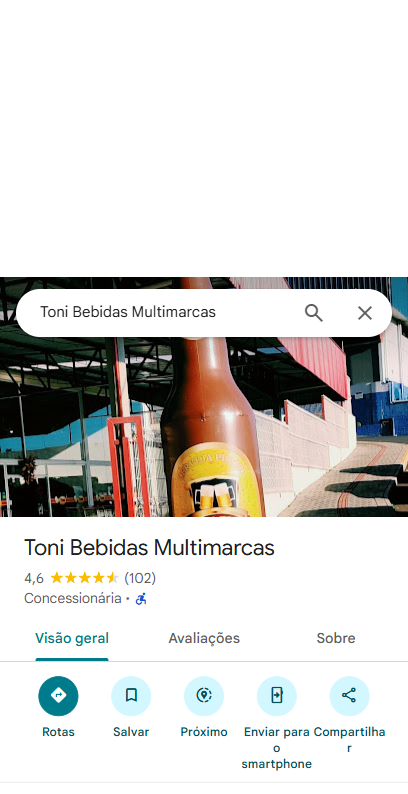 Toni Bebidas Multimarcas
Toni Bebidas Multimarcas
4,6 (102)
Concessionária ·
Visão geral Avaliações Sobre
Rotas Salvar Próximo Enviar para o smartphone Compartilhar